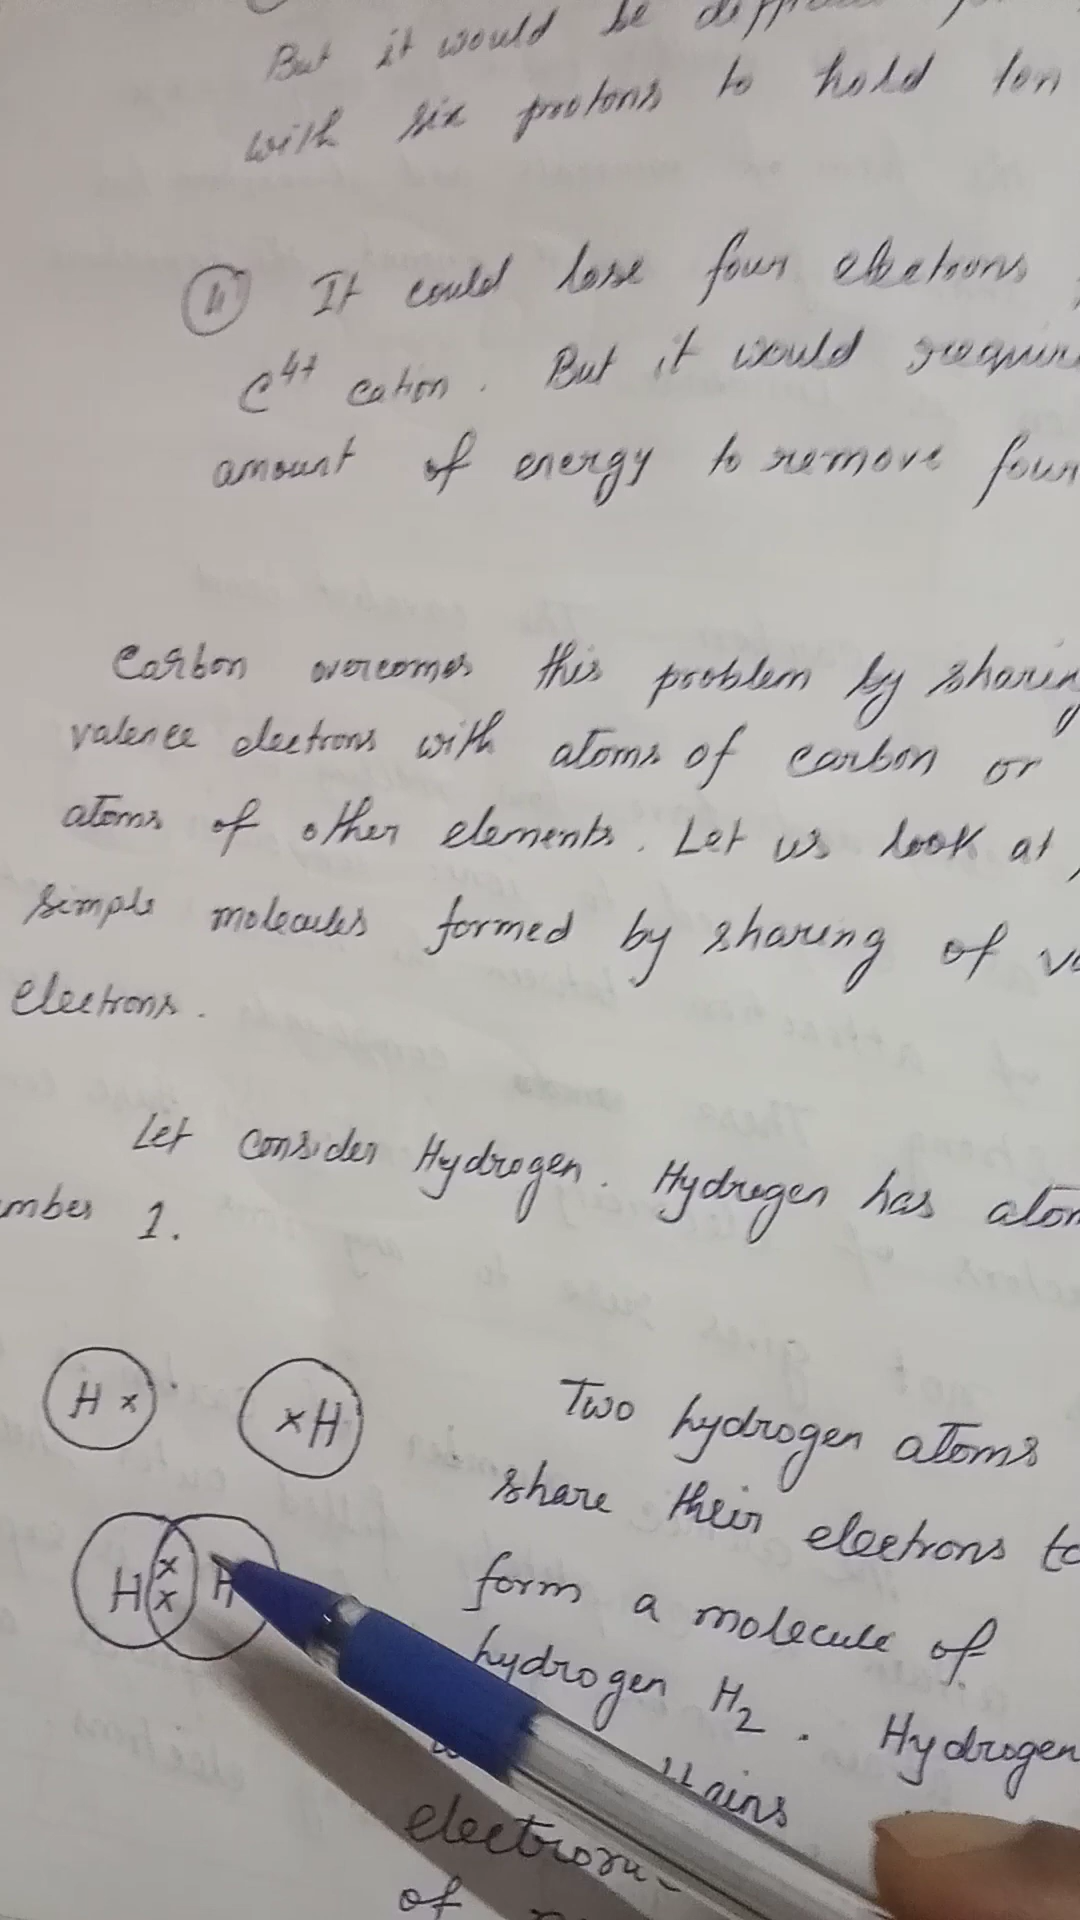 But it would be
with six protons to hold ten
(ii) It could lose four electrons
C4+ cation. But it would require
amount of energy to remove four
Carbon overcomes this problem by sharing
valence electrons with atoms of carbon or
atoms of other elements. Let us look at
simple molecules formed by sharing of
electrons.
Let consider Hydrogen. Hydrogen has
1.
H x
x H
Two hydrogen atoms
share their electrons to
H x x H
form a molecule of
hydrogen H2. Hydrogen
of